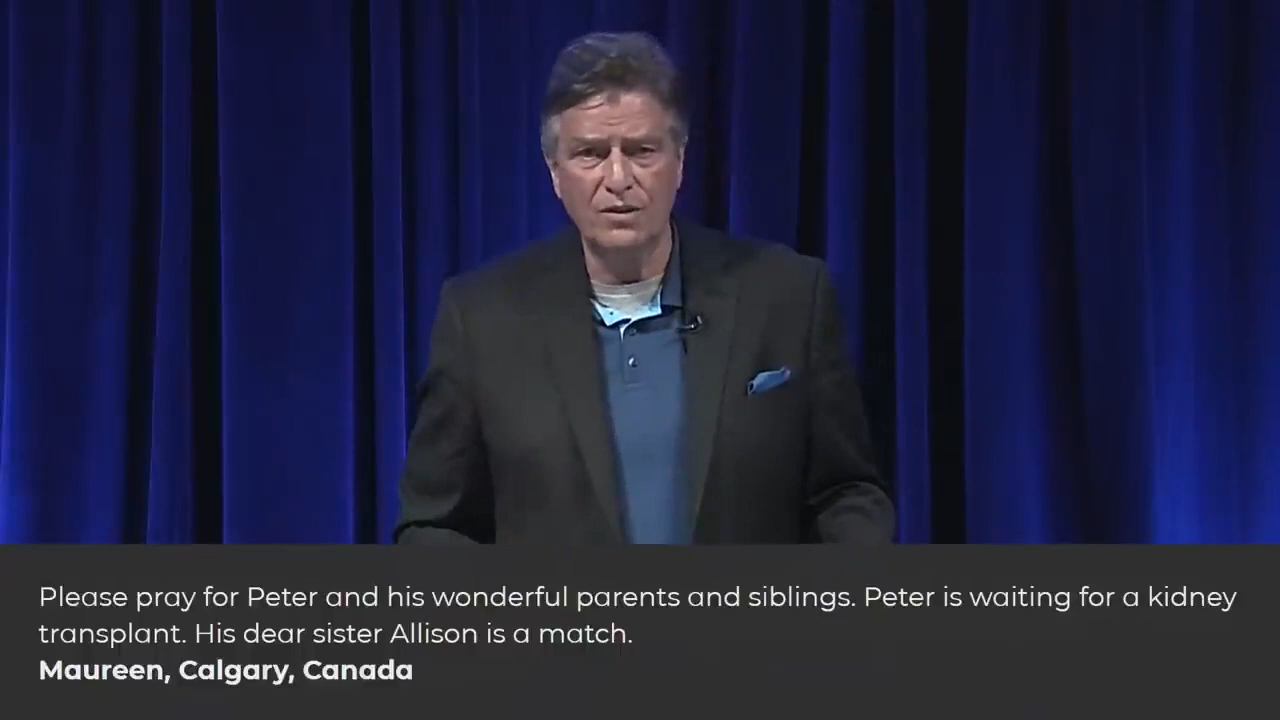 Please pray for Peter and his wonderful parents and siblings. Peter is waiting for a kidney
transplant. His dear sister Allison is a match.
Maureen, Calgary, Canada